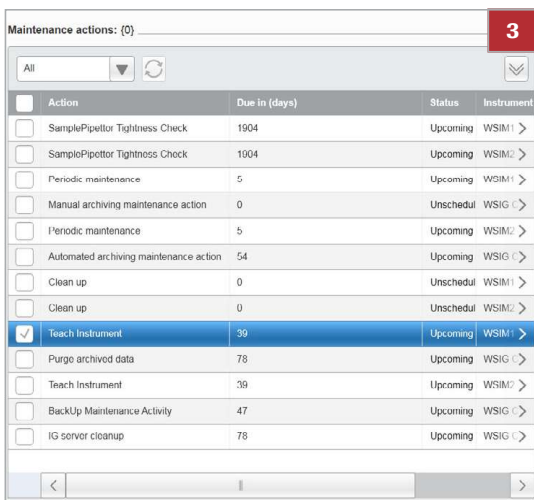 Maintenance actions: {0}
3
All
Action Due in (days) Status Instrument
SamplePipettor Tightness Check 1904 Upcoming WSIM1
SamplePipettor Tightness Check 1904 Upcoming WSIM2
Periodic maintenance 5 Upcoming WSIM1
Manual archiving maintenance action 0 Unschedul WSIG C
Periodic maintenance 5 Upcoming WSIM2
Automated archiving maintenance action 54 Upcoming WSIG C
Clean up 0 Unschedul WSIM1
Clean up 0 Unschedul WSIM2
Teach Instrument 39 Upcoming WSIM1
Purge archived data 78 Upcoming WSIG C
Teach Instrument 39 Upcoming WSIM2
BackUp Maintenance Activity 47 Upcoming WSIG C
IG server cleanup 78 Upcoming WSIG C